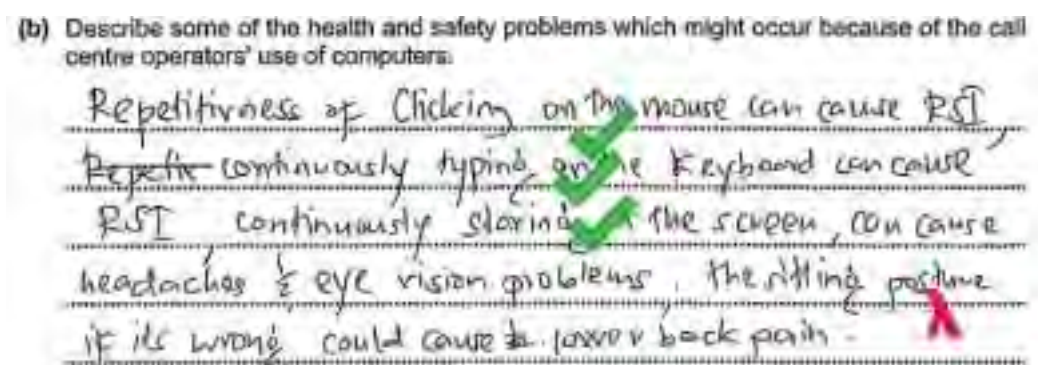 (b) Describe some of the health and safety problems which might occur because of the call
centre operators' use of computers.
Repetitivness of Clicking on the mouse can cause RSI,
Repetit continuously typing on the Keyboard can cause
RSI, continuously staring the screen, can cause
headaches & eye vision problems, the sitting posture
if its wrong, could cause lower back pain.